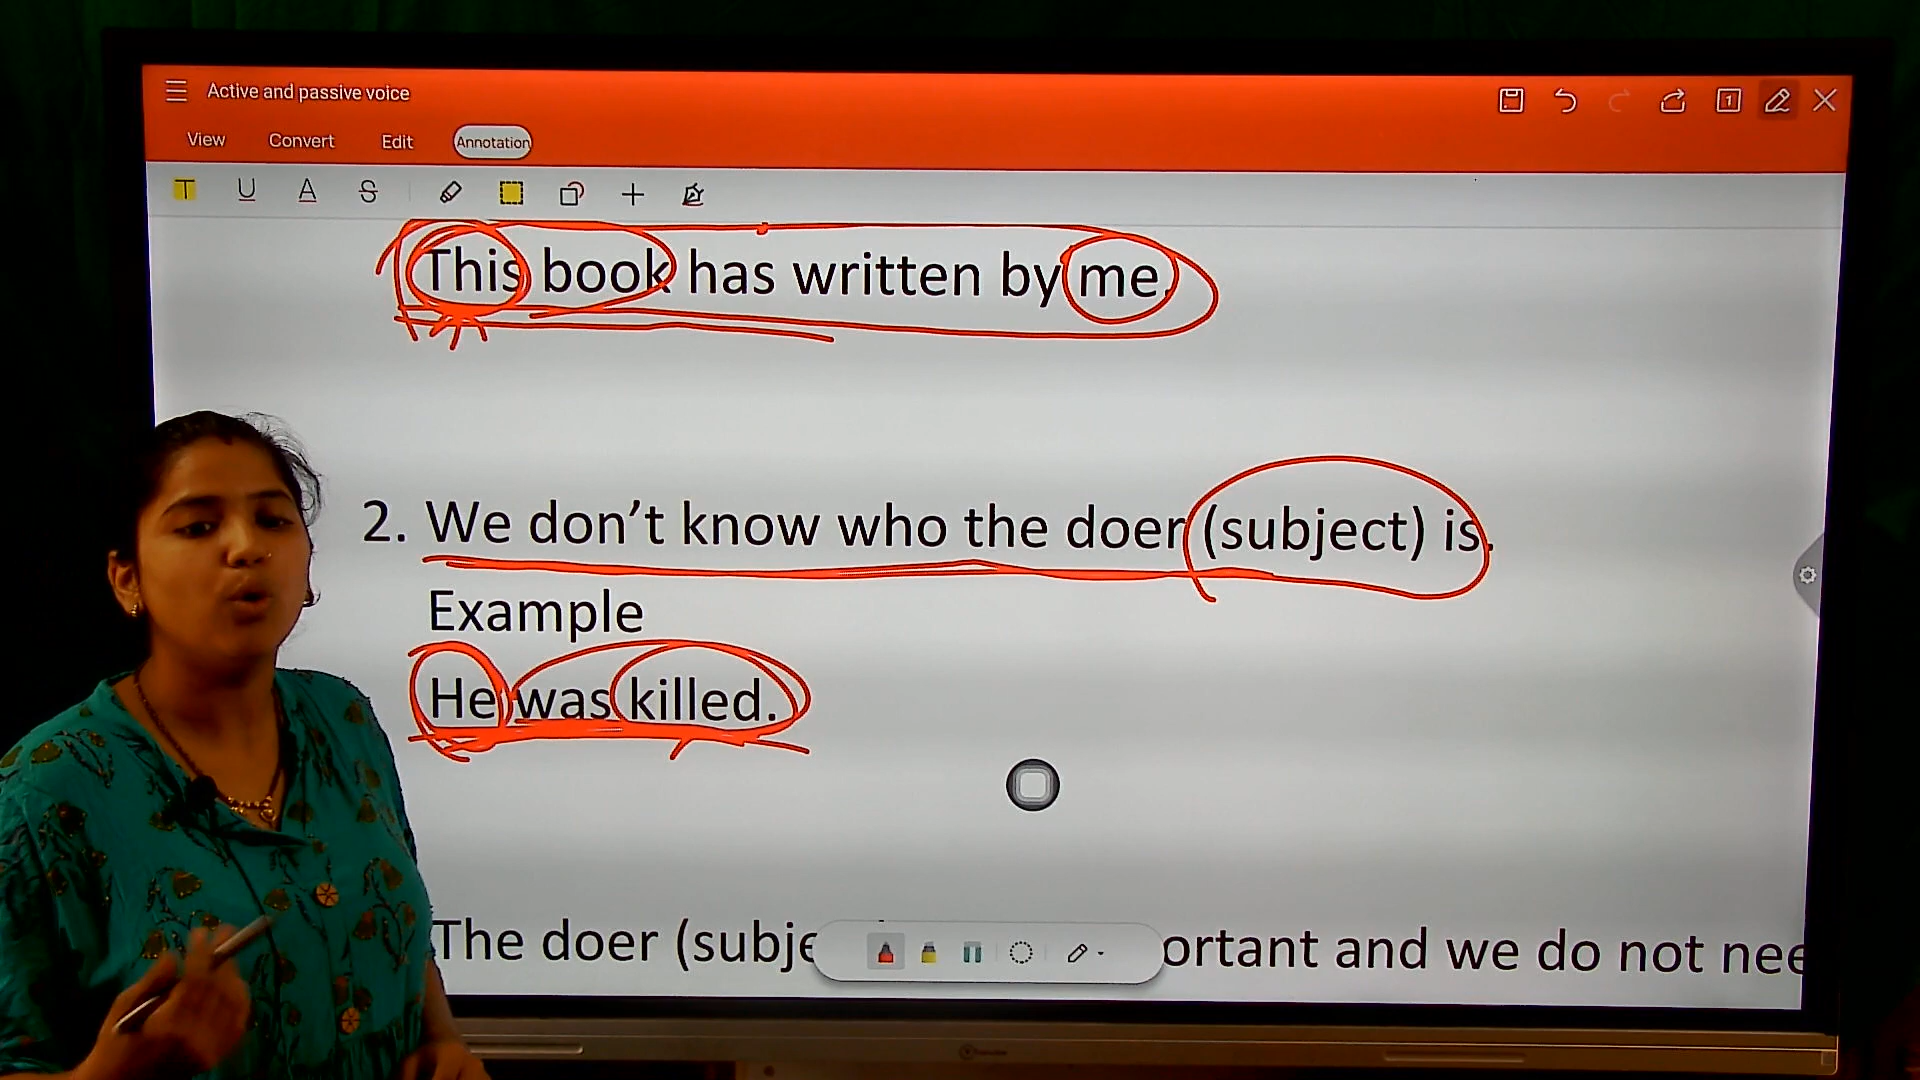 Active and passive voice
View Convert Edit Annotation
T U A S
1
This book has written by me.
2. We don't know who the doer (subject) is.
Example
He was killed.
The doer (subje ortant and we do not nee